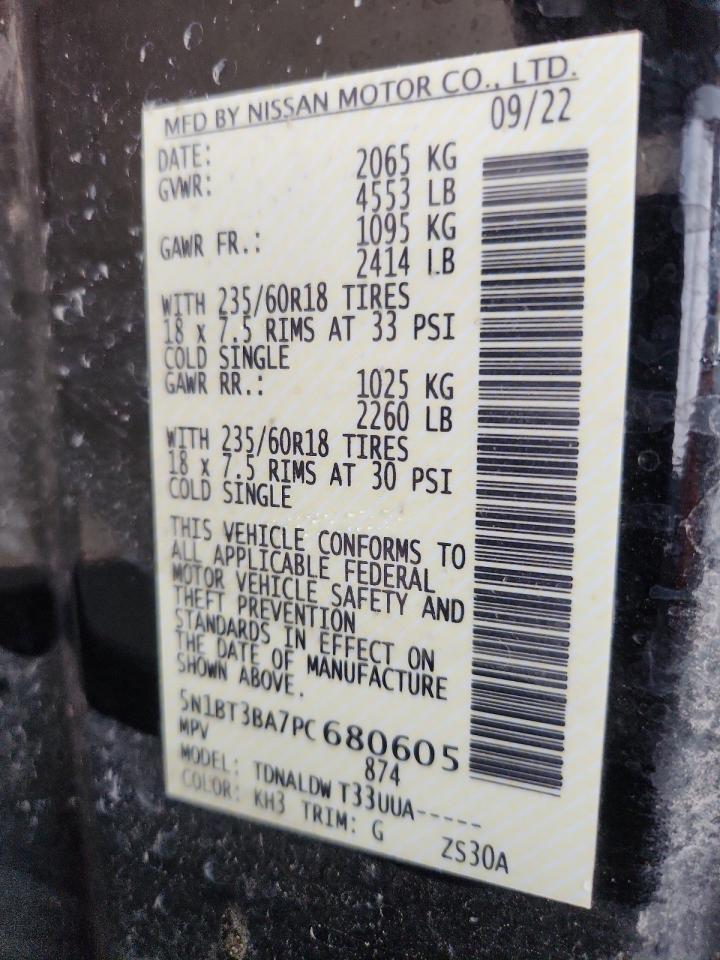 MFD BY NISSAN MOTOR CO., LTD.
DATE: 09/22
GVWR: 2065 KG
4553 LB
GAWR FR.: 1095 KG
2414 LB
WITH 235/60R18 TIRES
18 x 7.5 RIMS AT 33 PSI
COLD SINGLE
GAWR RR.: 1025 KG
2260 LB
WITH 235/60R18 TIRES
18 x 7.5 RIMS AT 30 PSI
COLD SINGLE
THIS VEHICLE CONFORMS TO
ALL APPLICABLE FEDERAL
MOTOR VEHICLE SAFETY AND
THEFT PREVENTION
STANDARDS IN EFFECT ON
THE DATE OF MANUFACTURE
SHOWN ABOVE.
5N1BT3BA7PC680605
MPV 874
MODEL: TDNALDW T33UUA-----
COLOR: KH3 TRIM: G ZS30A